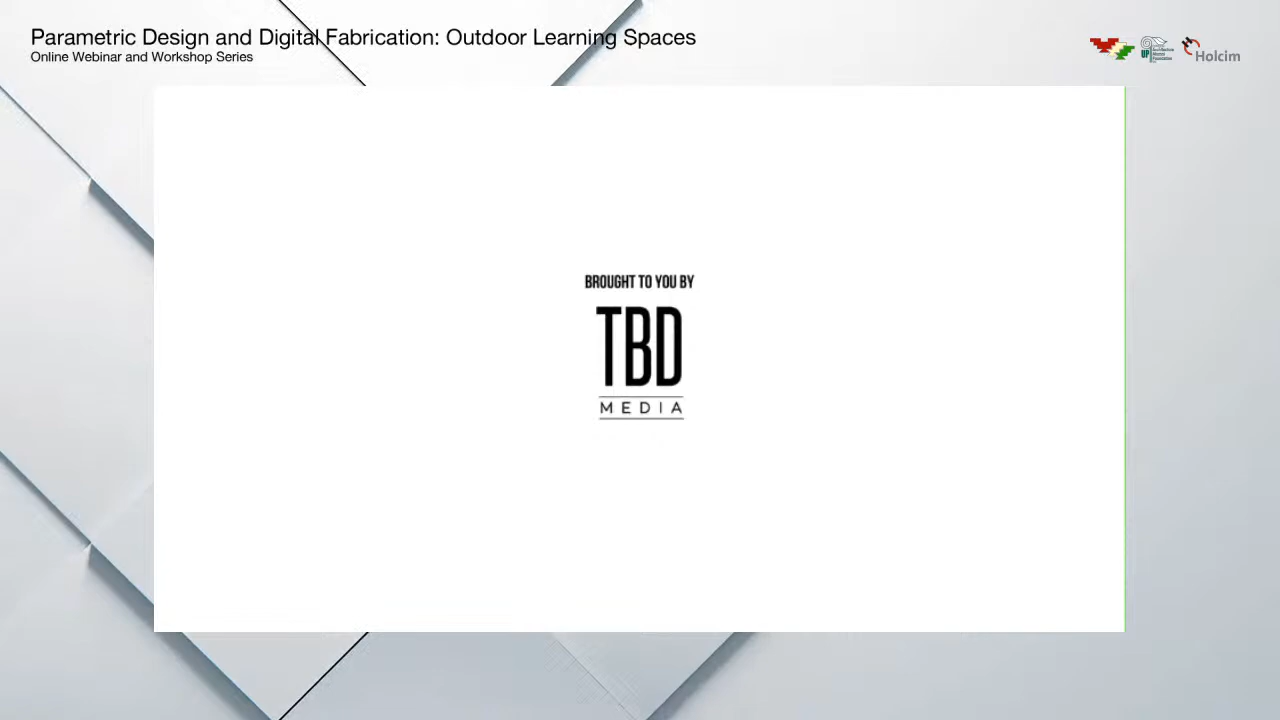 Parametric Design and Digital Fabrication: Outdoor Learning Spaces
Online Webinar and Workshop Series
UP
Holcim
BROUGHT TO YOU BY
TBD
MEDIA